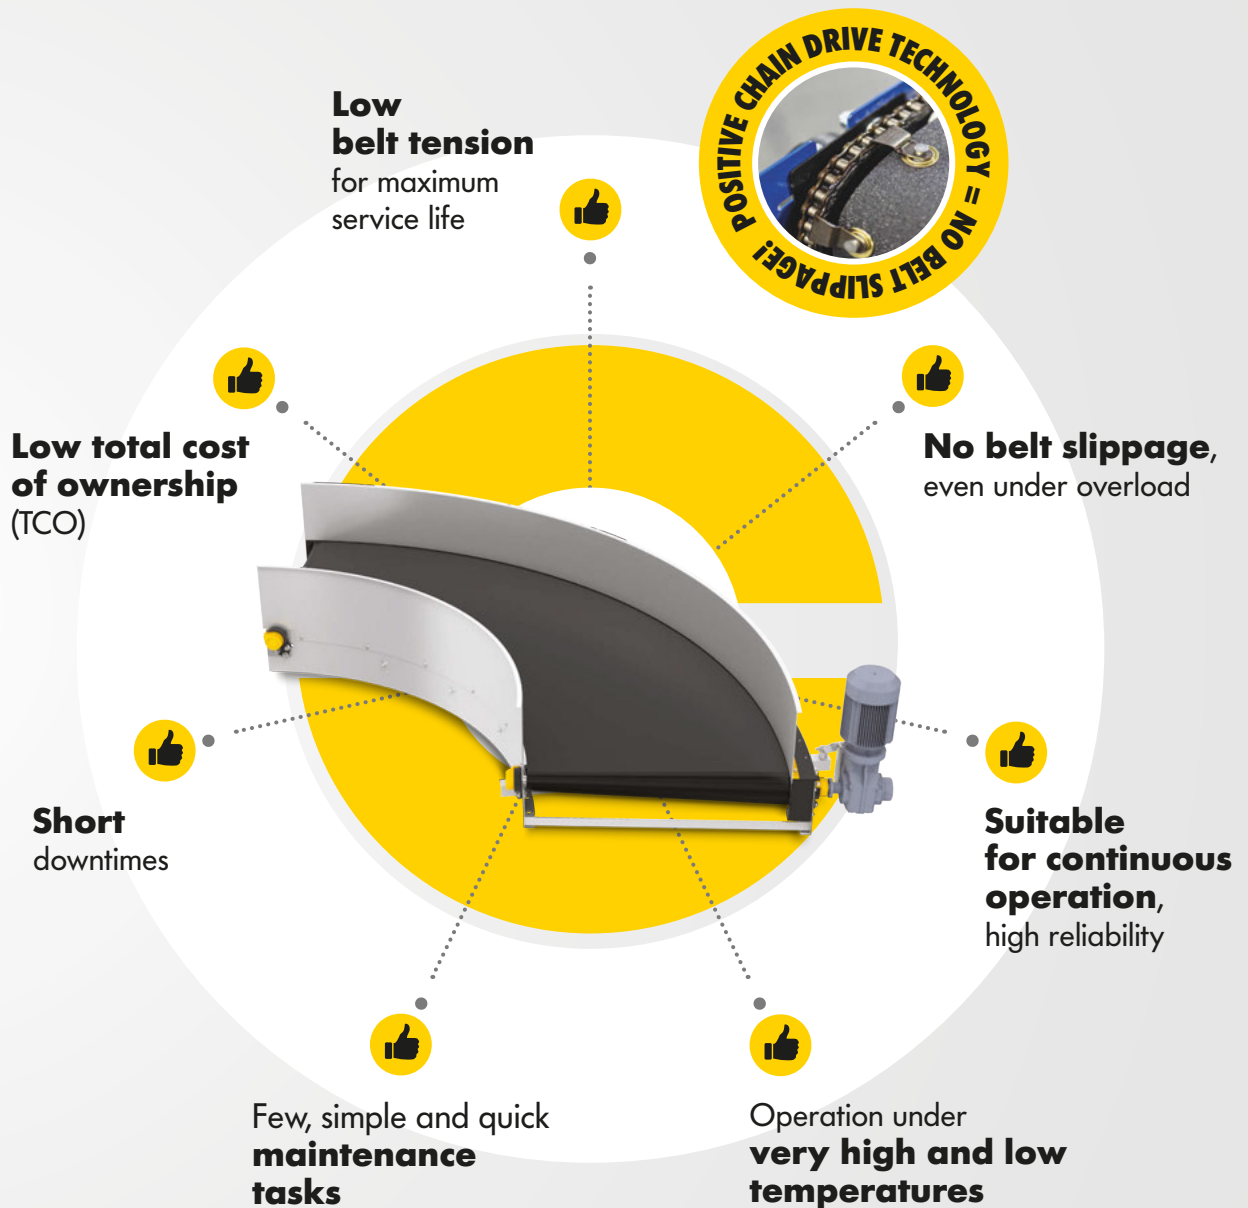 Low
belt tension
for maximum
service life
POSITIVE CHAIN DRIVE TECHNOLOGY = NO BELT SLIPPAGE!
Low total cost
of ownership
(TCO)
No belt slippage,
even under overload
Short
downtimes
Suitable
for continuous
operation,
high reliability
Few, simple and quick
maintenance
tasks
Operation under
very high and low
temperatures